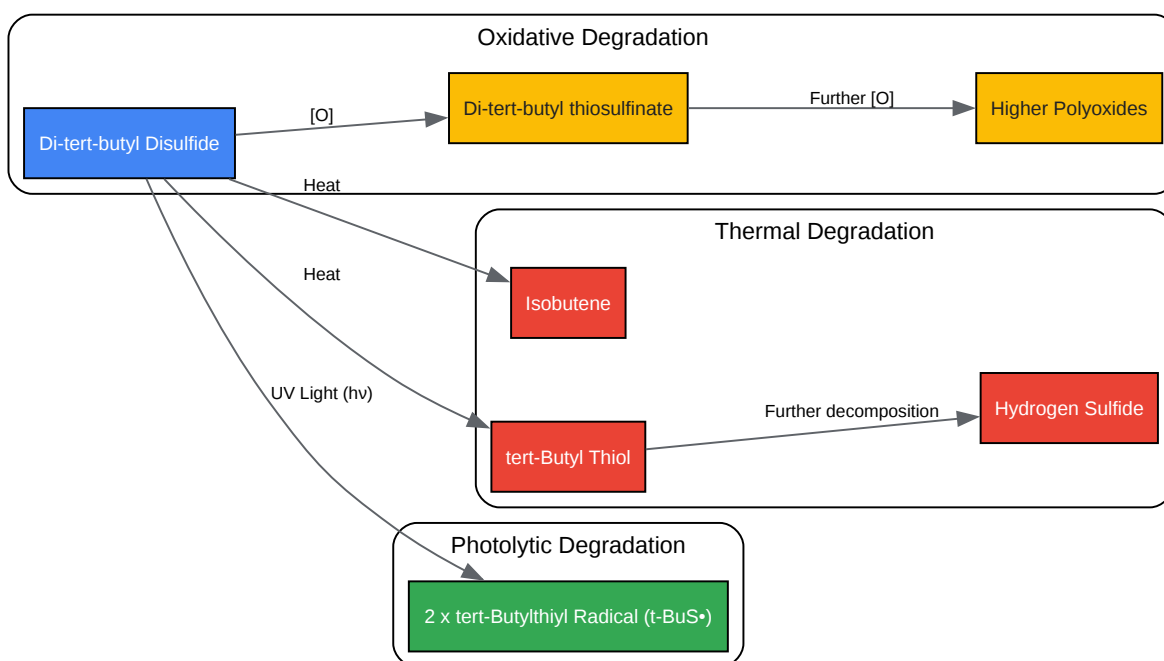 Oxidative Degradation
Di-tert-butyl Disulfide
[O]
Di-tert-butyl thiosulfinate
Further [O]
Higher Polyoxides
Heat
Thermal Degradation
Heat
Isobutene
UV Light (hν)
tert-Butyl Thiol
Further decomposition
Hydrogen Sulfide
Photolytic Degradation
2 x tert-Butylthiyl Radical (t-BuS•)